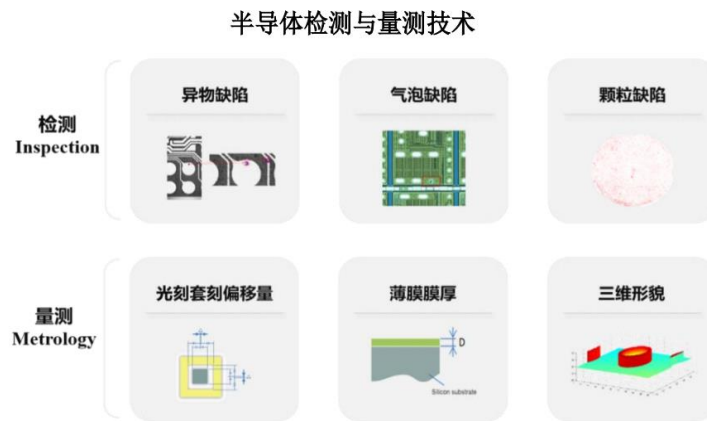 半导体检测与量测技术
检测
Inspection
异物缺陷
气泡缺陷
颗粒缺陷
量测
Metrology
光刻套刻偏移量
薄膜膜厚
三维形貌
D
Silicon substrate